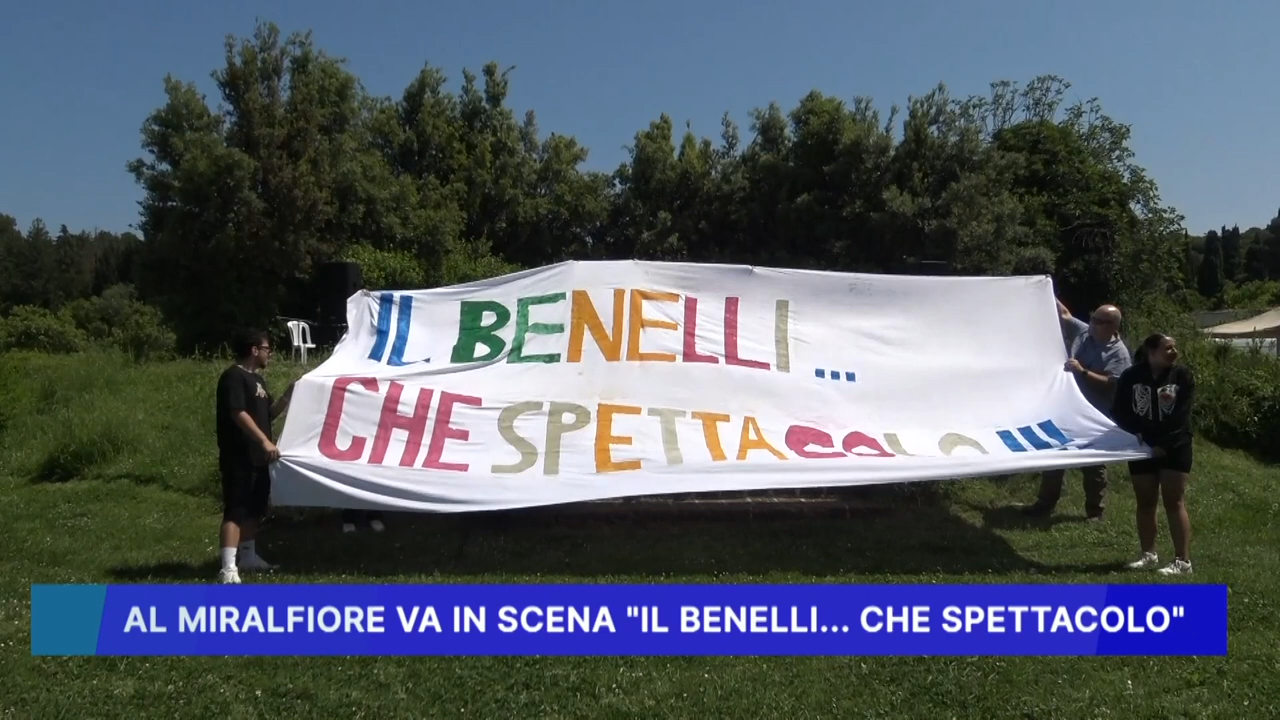 IL BENELLI ...
CHE SPETTACOLO !!!
AL MIRALFIORE VA IN SCENA "IL BENELLI... CHE SPETTACOLO"